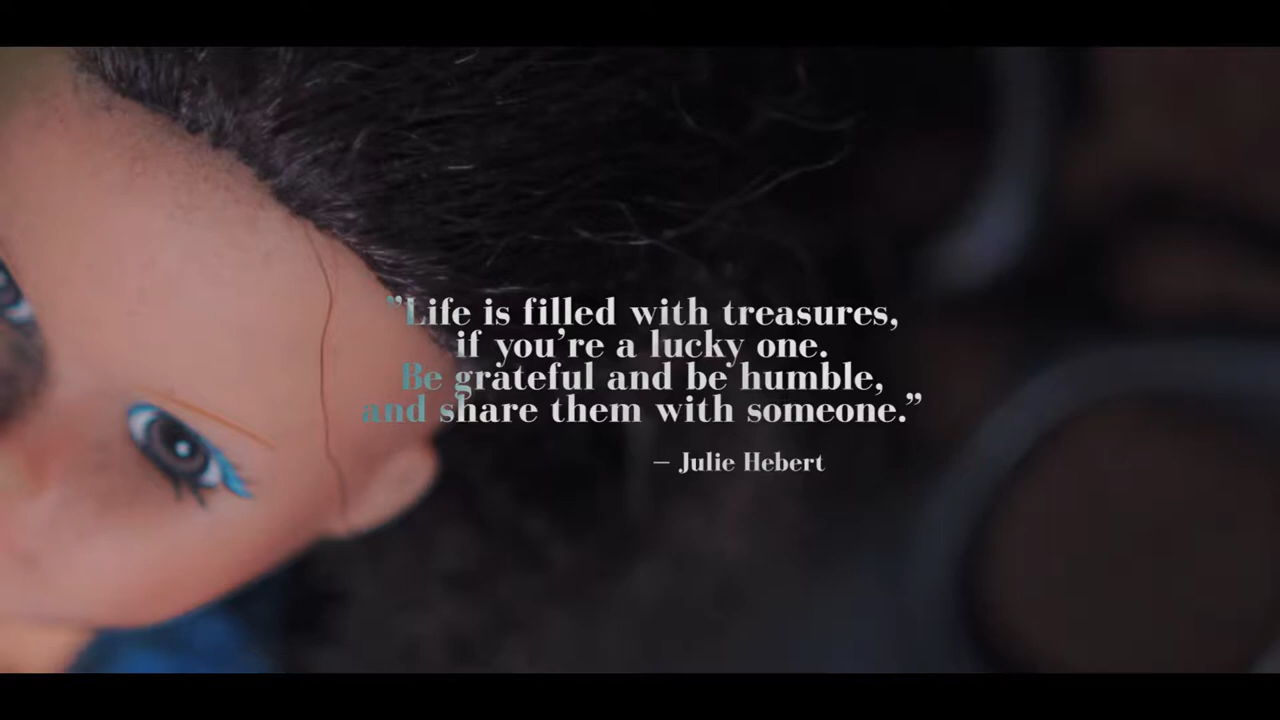 ”Life is filled with treasures,
if you’re a lucky one.
Be grateful and be humble,
and share them with someone.”
– Julie Hebert